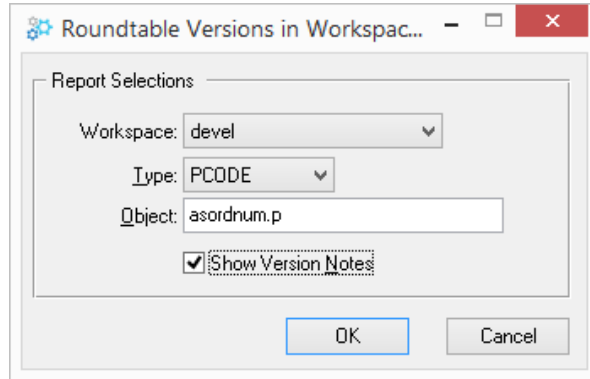 Roundtable Versions in Workspac...
Report Selections
Workspace: devel
Type: PCODE
Object: asordnum.p
Show Version Notes
OK Cancel